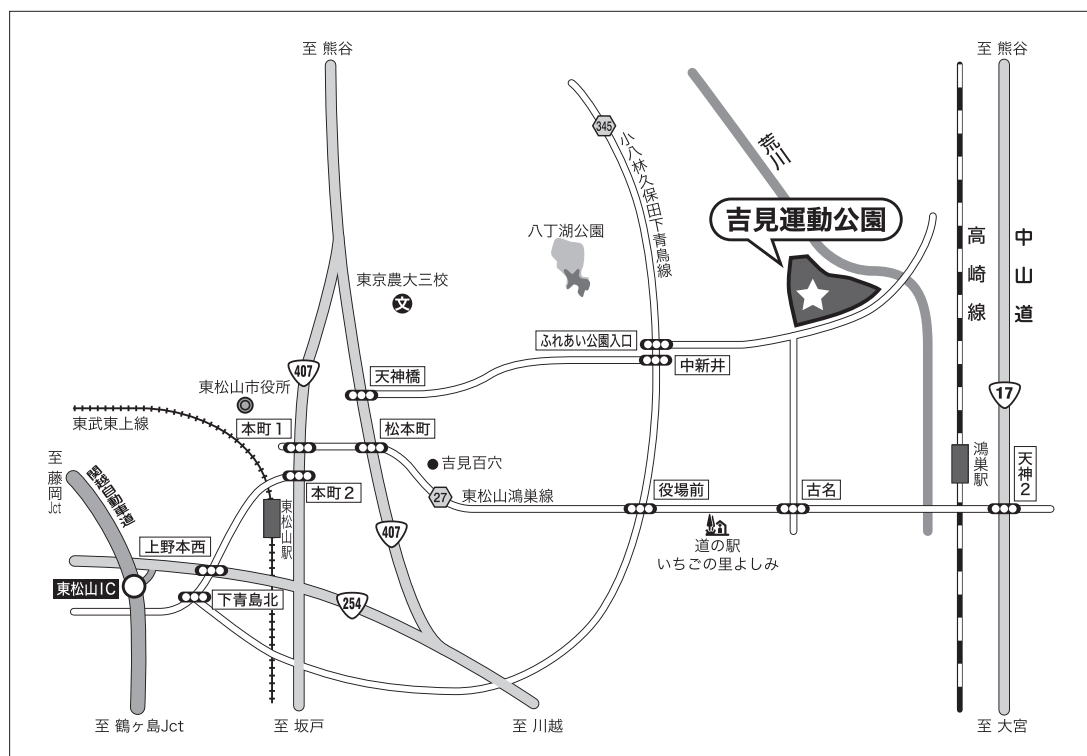 至 熊谷
至 熊谷
345
小八林久保田下青鳥線
荒川
吉見運動公園
八丁湖公園
高崎線
中山道
東京農大三校
ふれあい公園入口
中新井
407
天神橋
東松山市役所
17
東武東上線
本町1
松本町
吉見百穴
鴻巣駅
天神2
至 藤岡Jct
関越自動車道
本町2
27
東松山鴻巣線
役場前
古名
東松山駅
407
道の駅
いちごの里よしみ
上野本西
東松山IC
下青島北
254
至 鶴ヶ島Jct
至 坂戸
至 川越
至 大宮
文